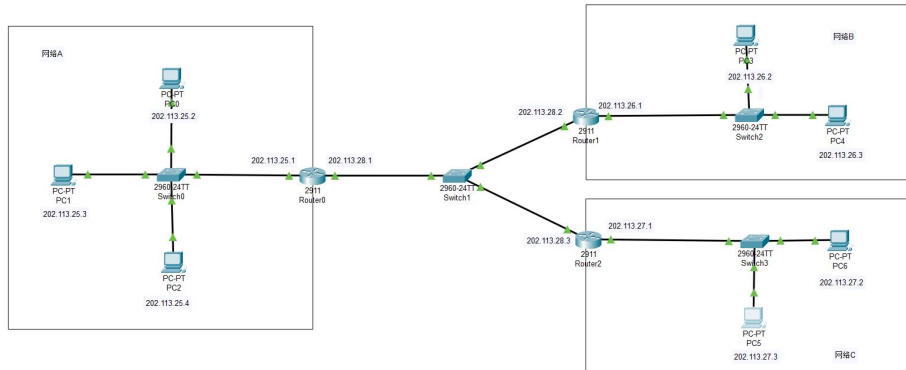 网络A
PC-PT
PC0
202.113.25.2
PC-PT
PC1
202.113.25.3
2960-24TT
Switch0
PC-PT
PC2
202.113.25.4
202.113.25.1
202.113.28.1
2911
Router0
2960-24TT
Switch1
202.113.28.2
202.113.26.1
2911
Router1
202.113.28.3
202.113.27.1
2911
Router2
网络B
PC-PT
PC3
202.113.26.2
2960-24TT
Switch2
PC-PT
PC4
202.113.26.3
2960-24TT
Switch3
PC-PT
PC6
202.113.27.2
PC-PT
PC5
202.113.27.3
网络C